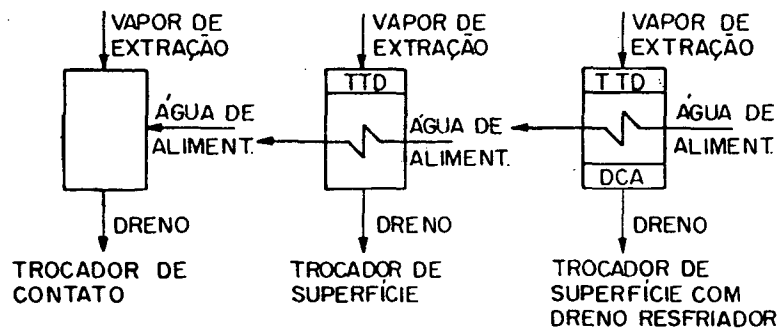 VAPOR DE
EXTRAÇÃO
ÁGUA DE
ALIMENT.
DRENO
TROCADOR DE
CONTATO
VAPOR DE
EXTRAÇÃO
TTD
ÁGUA DE
ALIMENT.
DRENO
TROCADOR DE
SUPERFÍCIE
VAPOR DE
EXTRAÇÃO
TTD
ÁGUA DE
ALIMENT.
DCA
DRENO
TROCADOR DE
SUPERFÍCIE COM
DRENO RESFRIADOR